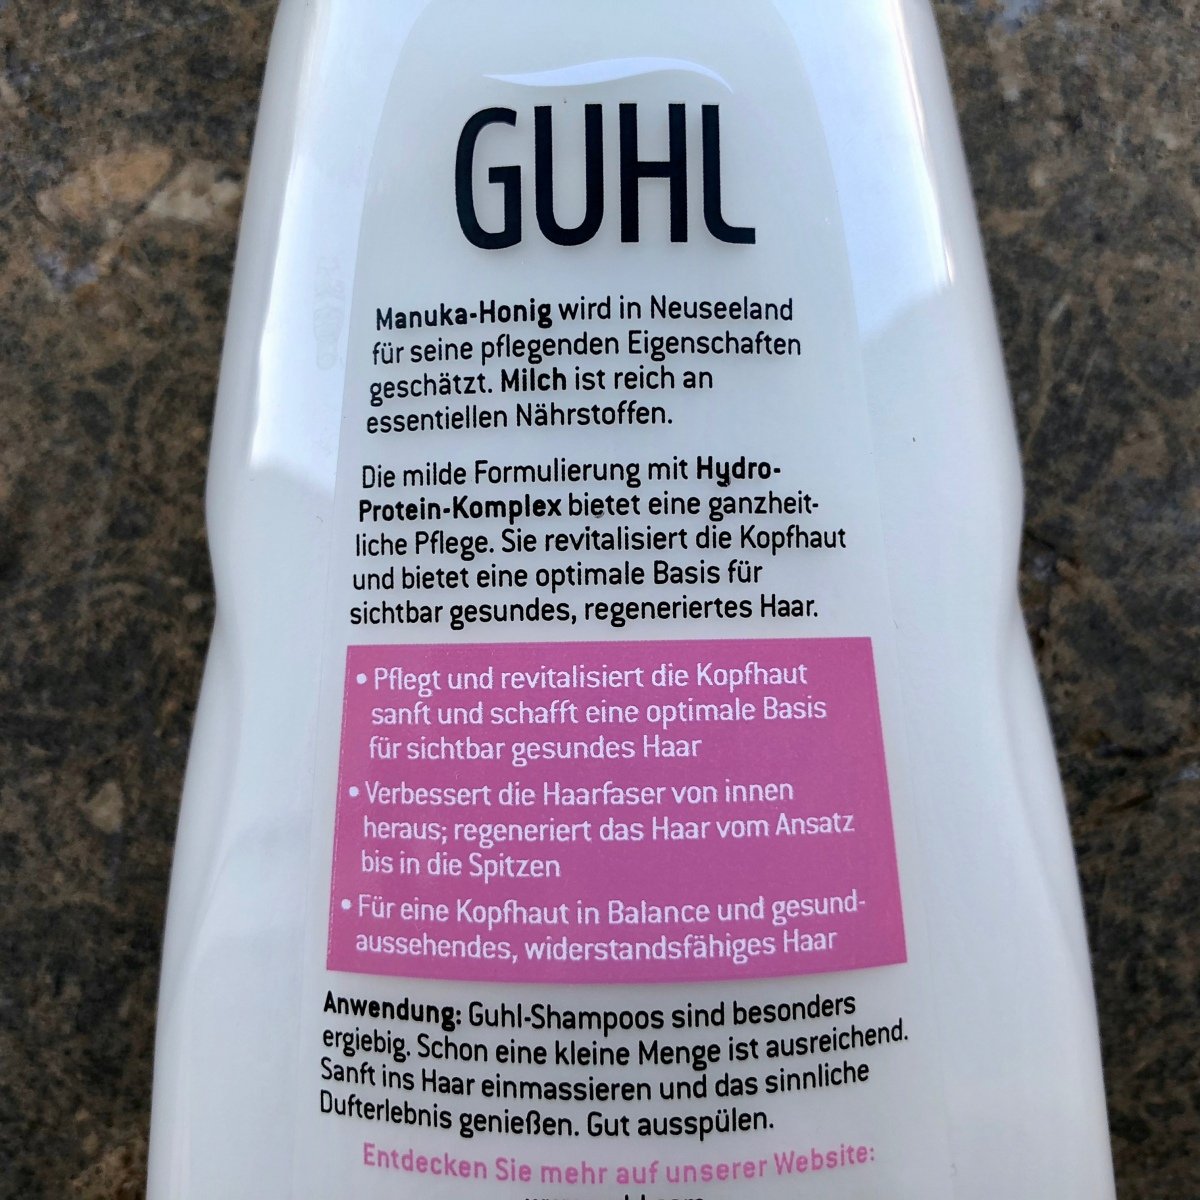 GUHL
Manuka-Honig wird in Neuseeland
für seine pflegenden Eigenschaften
geschätzt. Milch ist reich an
essentiellen Nährstoffen.
Die milde Formulierung mit Hydro-
Protein-Komplex bietet eine ganzheit-
liche Pflege. Sie revitalisiert die Kopfhaut
und bietet eine optimale Basis für
sichtbar gesundes, regeneriertes Haar.
• Pflegt und revitalisiert die Kopfhaut
sanft und schafft eine optimale Basis
für sichtbar gesundes Haar
• Verbessert die Haarfaser von innen
heraus; regeneriert das Haar vom Ansatz
bis in die Spitzen
• Für eine Kopfhaut in Balance und gesund-
aussehendes, widerstandsfähiges Haar
Anwendung: Guhl-Shampoos sind besonders
ergiebig. Schon eine kleine Menge ist ausreichend.
Sanft ins Haar einmassieren und das sinnliche
Dufterlebnis genießen. Gut ausspülen.
Entdecken Sie mehr auf unserer Website: